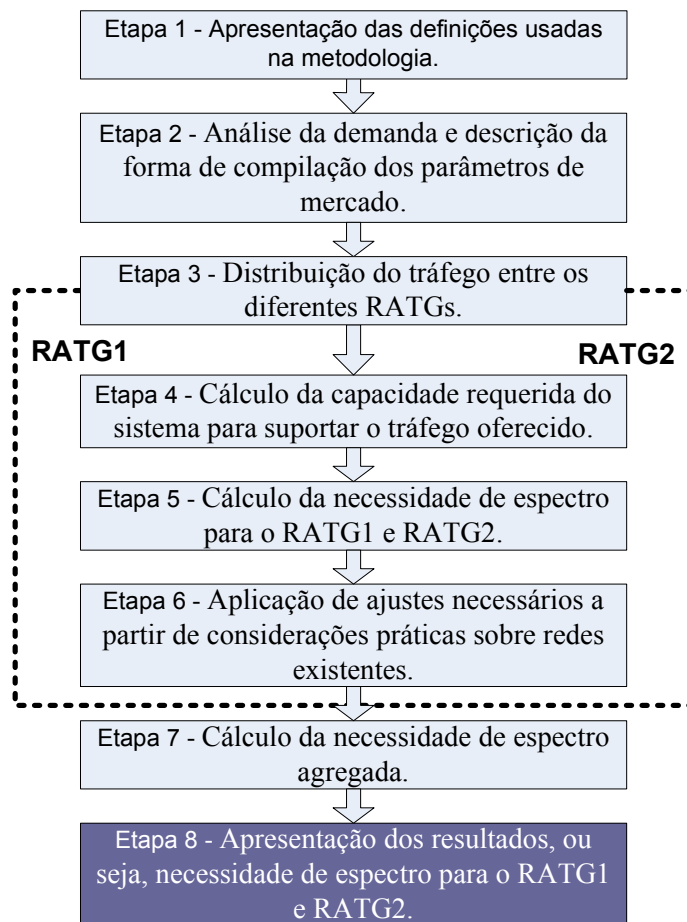 Etapa 1 - Apresentação das definições usadas
na metodologia.
Etapa 2 - Análise da demanda e descrição da
forma de compilação dos parâmetros de
mercado.
Etapa 3 - Distribuição do tráfego entre os
diferentes RATGs.
RATG1
RATG2
Etapa 4 - Cálculo da capacidade requerida do
sistema para suportar o tráfego oferecido.
Etapa 5 - Cálculo da necessidade de espectro
para o RATG1 e RATG2.
Etapa 6 - Aplicação de ajustes necessários a
partir de considerações práticas sobre redes
existentes.
Etapa 7 - Cálculo da necessidade de espectro
agregada.
Etapa 8 - Apresentação dos resultados, ou
seja, necessidade de espectro para o RATG1
e RATG2.